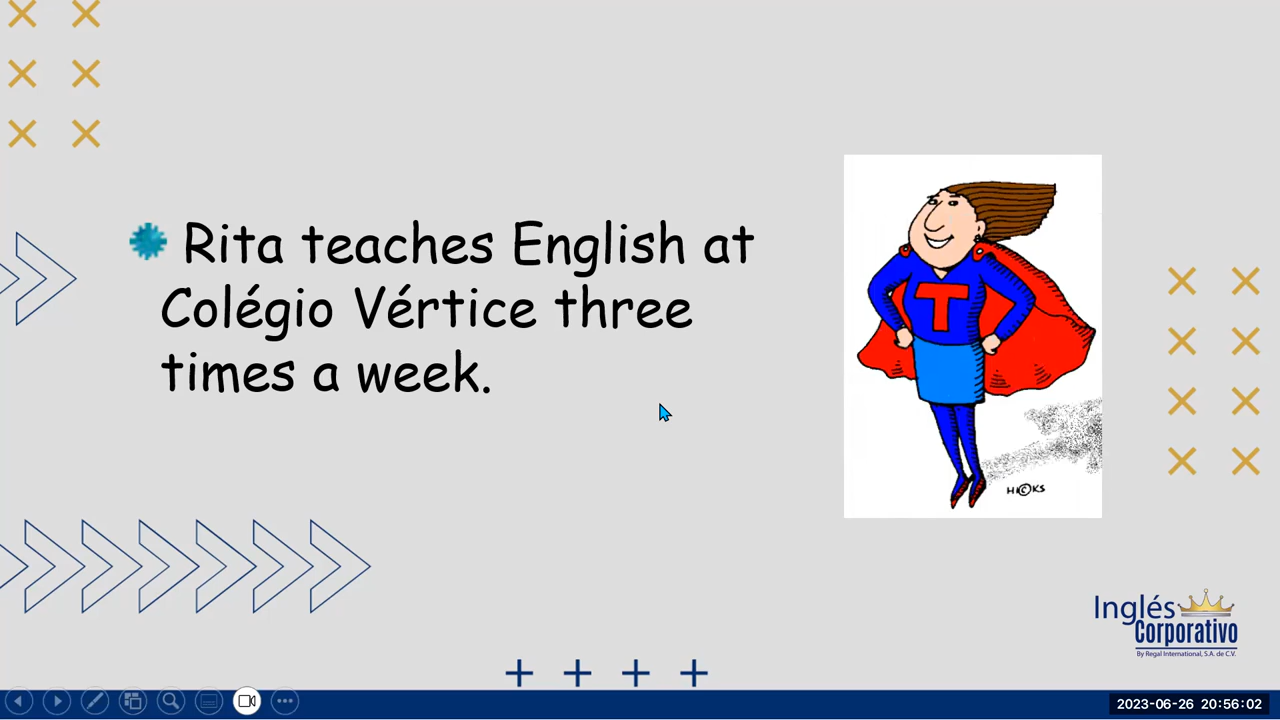 Rita teaches English at
Colégio Vértice three
times a week.
T
HICKS
Inglés
Corporativo
By Regal International, S.A. de C.V.
2023-06-26 20:56:02